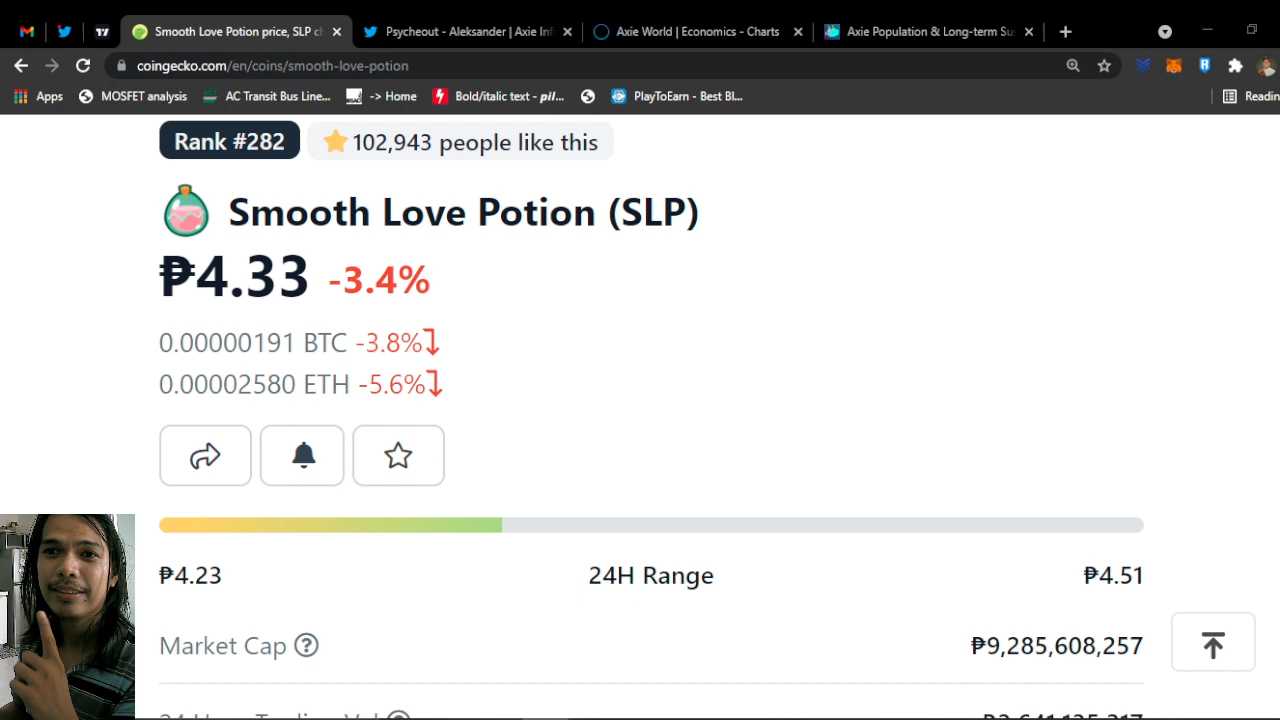 Smooth Love Potion price, SLP c
Psycheout - Aleksander | Axie Inf
Axie World | Economics - Charts
Axie Population & Long-term Sus
coingecko.com/en/coins/smooth-love-potion
Apps
MOSFET analysis
AC Transit Bus Line...
-> Home
Bold/italic text - pil...
PlayToEarn - Best Bl...
Readin
Rank #282
102,943 people like this
Smooth Love Potion (SLP)
₱4.33 -3.4%
0.00000191 BTC -3.8%
0.00002580 ETH -5.6%
₱4.23 24H Range ₱4.51
Market Cap ? ₱9,285,608,257